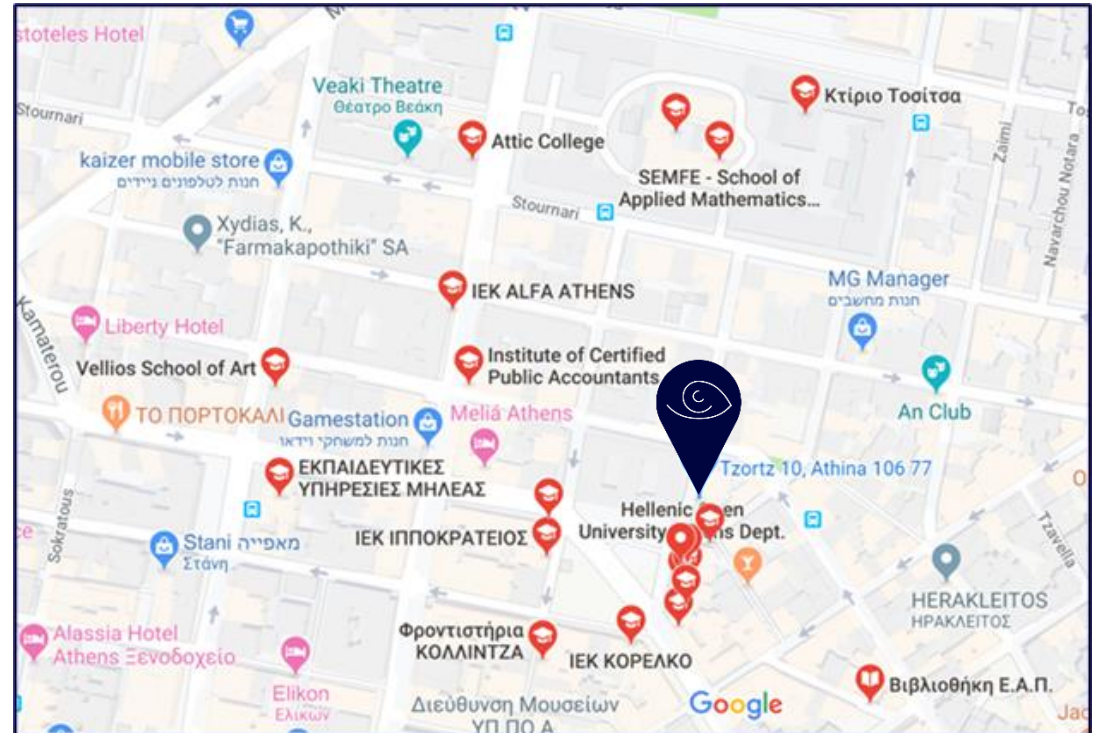 stoteles Hotel
Veaki Theatre
Θέατρο Βεάκη
Κτίριο Τοσίτσα
Stournari
Attic College
kaizer mobile store
חנות לטלפונים ניידים
SEMFE - School of
Applied Mathematics...
Zaimi
Navarchou Notara
Stournari
Xydias, K.,
"Farmakapothiki" SA
MG Manager
חנות מחשבים
IEK ALFA ATHENS
Kamaterou
Liberty Hotel
Vellios School of Art
Institute of Certified
Public Accountants
An Club
ΤΟ ΠΟΡΤΟΚΑΛΙ
Gamestation
חנות למשחקי וידאו
Meliá Athens
Tzortz 10, Athina 106 77
ΕΚΠΑΙΔΕΥΤΙΚΕΣ
ΥΠΗΡΕΣΙΕΣ ΜΗΛΕΑΣ
Hellenic
University
Dept.
Sokratous
ΙΕΚ ΙΠΠΟΚΡΑΤΕΙΟΣ
Tzavella
Stani מאפייה
Στάνη
HERAKLEITOS
ΗΡΑΚΛΕΙΤΟΣ
Alassia Hotel
Athens Ξενοδοχείο
Φροντιστήρια
ΚΟΛΛΙΝΤΖΑ
ΙΕΚ ΚΟΡΕΛΚΟ
Elikon
Ελικών
Διεύθυνση Μουσείων
ΥΠ.ΠΟ.Α
Google
Βιβλιοθήκη Ε.Α.Π.